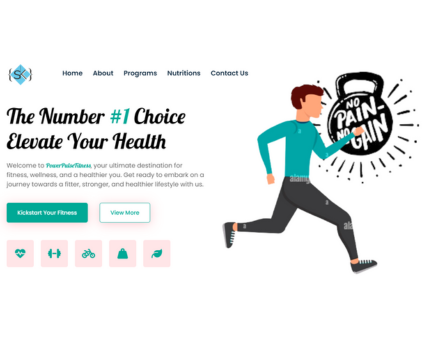 {SK}
Home About Programs Nutritions Contact Us
The Number #1 Choice
Elevate Your Health
Welcome to PowerPulseFitness, your ultimate destination for
fitness, wellness, and a healthier you. Get ready to embark on a
journey towards a fitter, stronger, and healthier lifestyle with us.
Kickstart Your Fitness
View More
NO
PAIN-
NO
GAIN
alamy
alamy